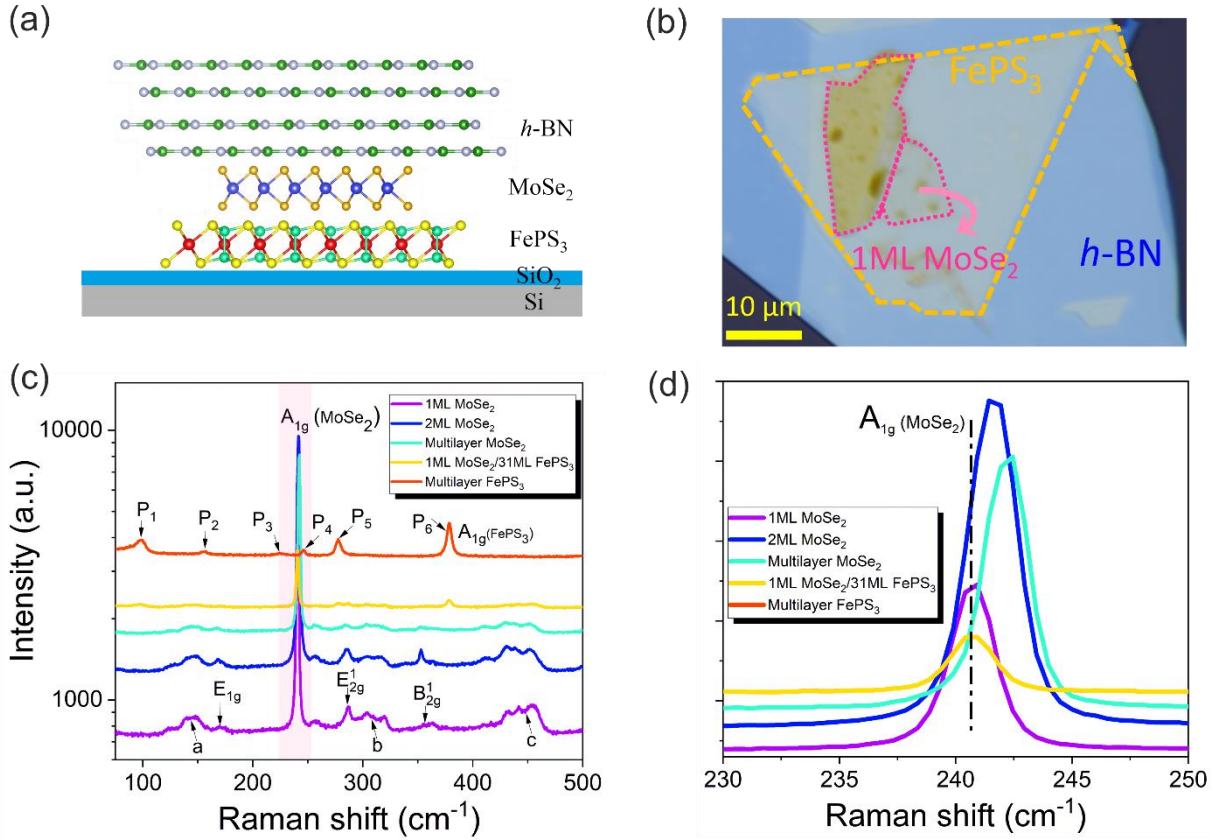 (a)
h-BN
MoSe₂
FePS₃
SiO₂
Si
(b)
FePS₃
1ML MoSe₂
h-BN
10 µm
(c)
Intensity (a.u.)
10000
1000
A₁g (MoSe₂)
1ML MoSe₂
2ML MoSe₂
Multilayer MoSe₂
1ML MoSe₂/31ML FePS₃
Multilayer FePS₃
P₁
P₂
P₃
P₄
P₅
P₆
A₁g(FePS₃)
E₁g
E¹₂g
B¹₂g
a
b
c
100 200 300 400 500
Raman shift (cm⁻¹)
(d)
A₁g (MoSe₂)
1ML MoSe₂
2ML MoSe₂
Multilayer MoSe₂
1ML MoSe₂/31ML FePS₃
Multilayer FePS₃
230 235 240 245 250
Raman shift (cm⁻¹)